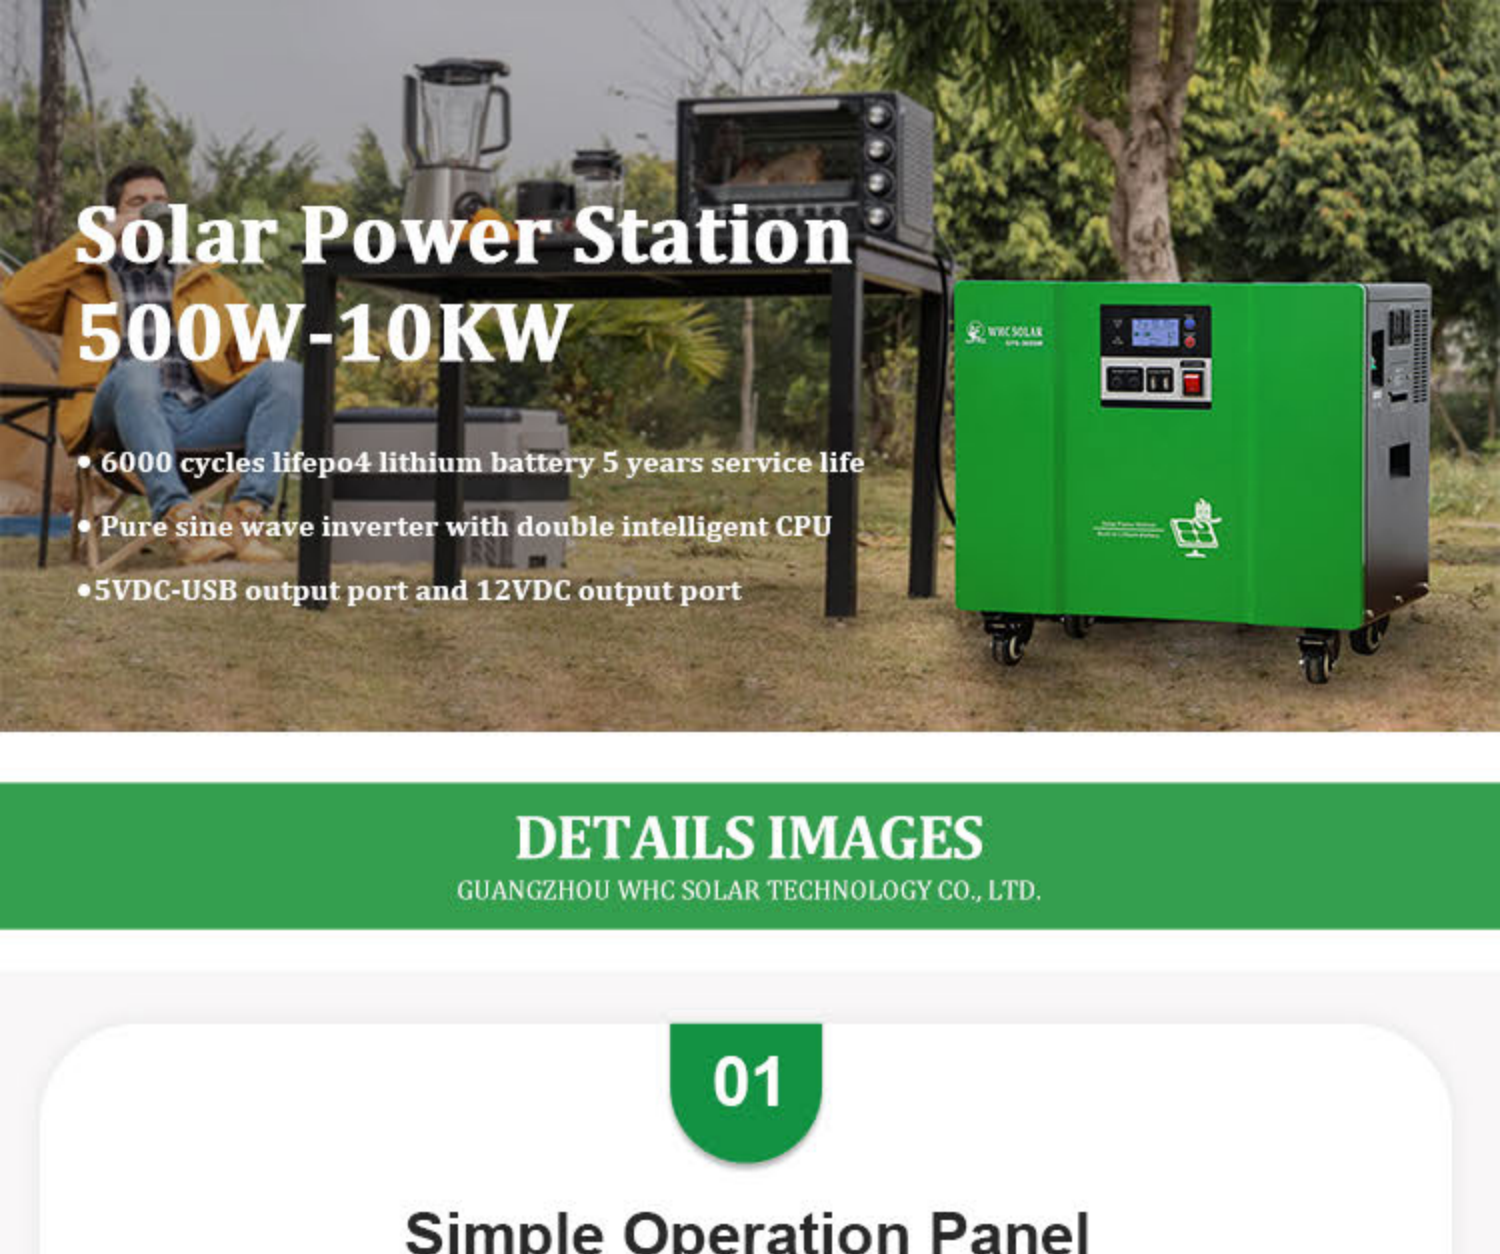 Solar Power Station
500W-10KW
• 6000 cycles lifepo4 lithium battery 5 years service life
• Pure sine wave inverter with double intelligent CPU
•5VDC-USB output port and 12VDC output port
WHC SOLAR
DETAILS IMAGES
GUANGZHOU WHC SOLAR TECHNOLOGY CO., LTD.
01
Simple Operation Panel